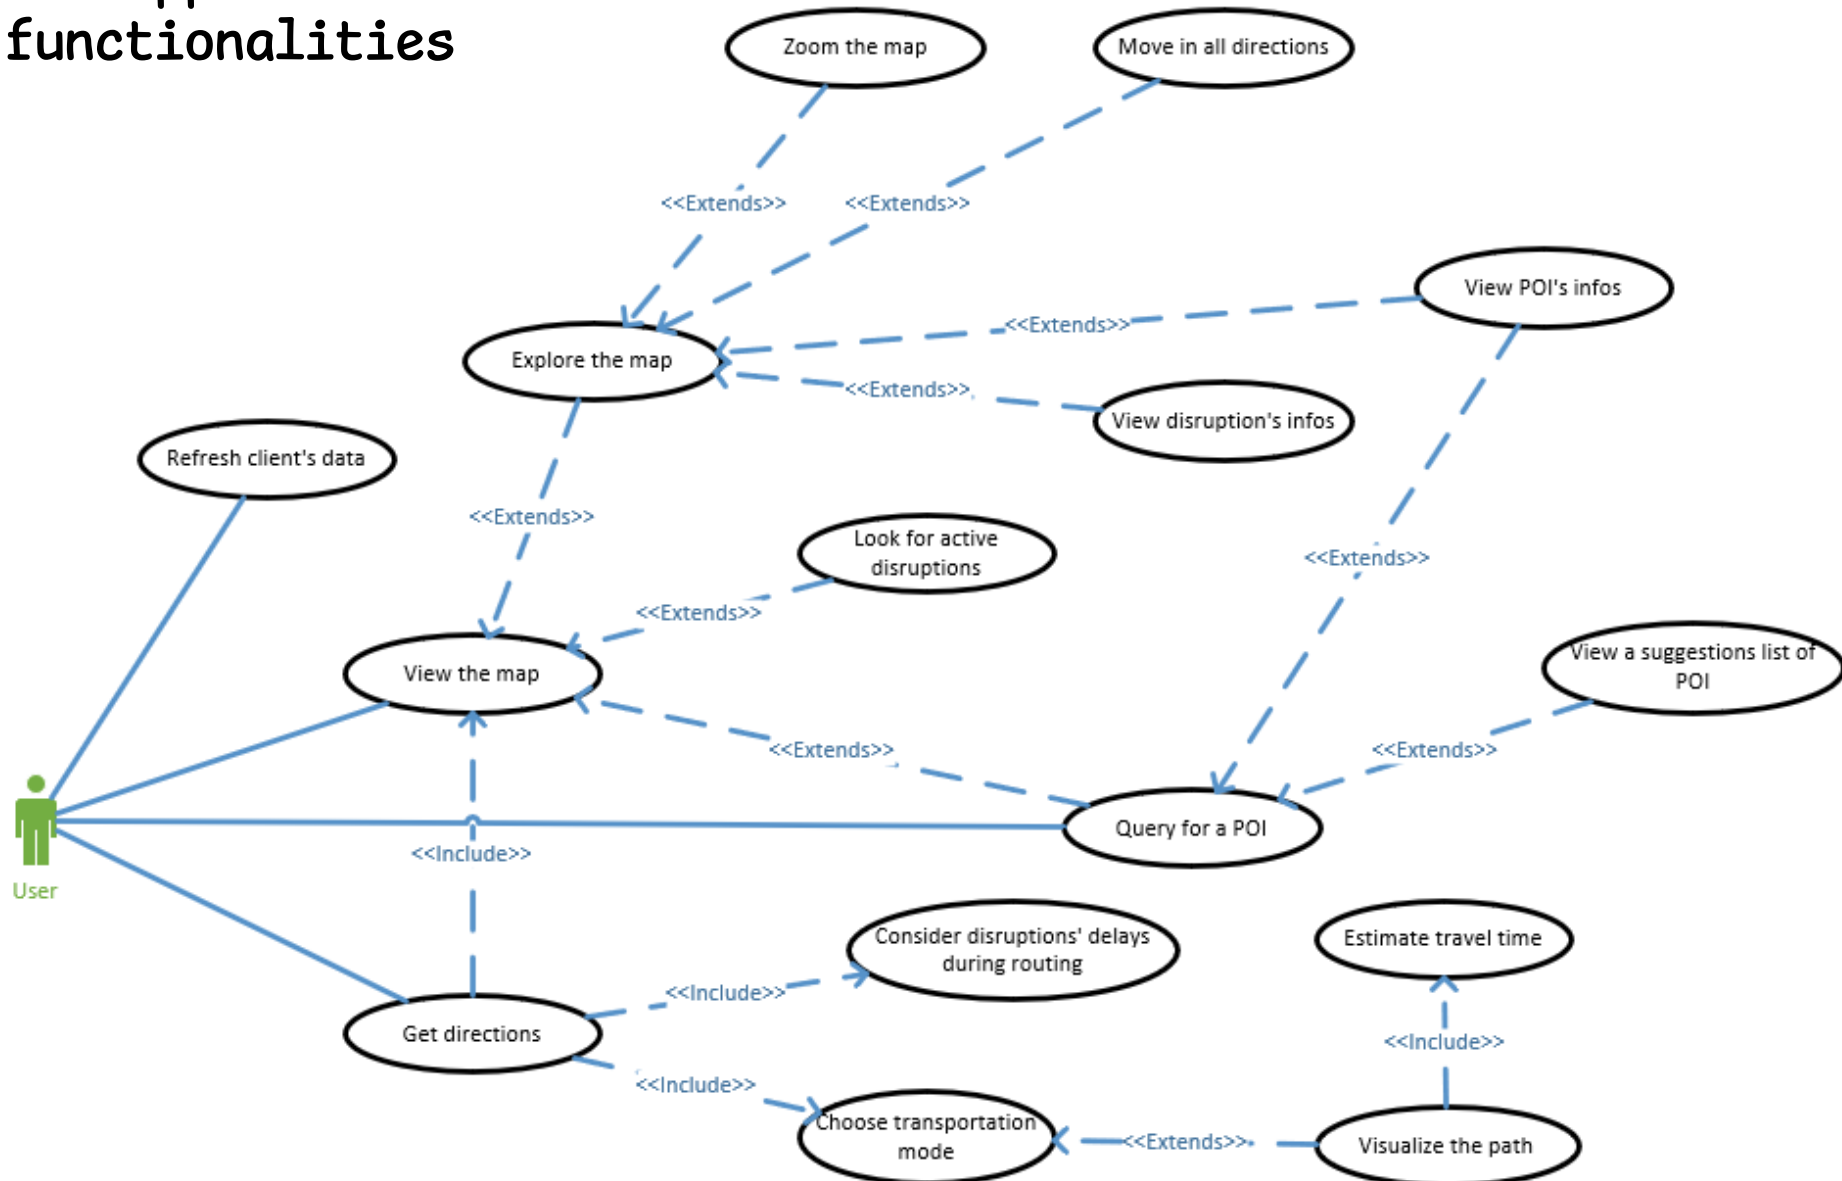 functionalities
Zoom the map
Move in all directions
<<Extends>>
<<Extends>>
View POI's infos
<<Extends>>
Explore the map
<<Extends>>
View disruption's infos
Refresh client's data
<<Extends>>
Look for active
disruptions
<<Extends>>
<<Extends>>
View a suggestions list of
POI
View the map
<<Extends>>
<<Extends>>
Query for a POI
<<Include>>
User
Consider disruptions' delays
during routing
Estimate travel time
<<Include>>
Get directions
<<Include>>
<<Include>>
Choose transportation
mode
<<Extends>>
Visualize the path